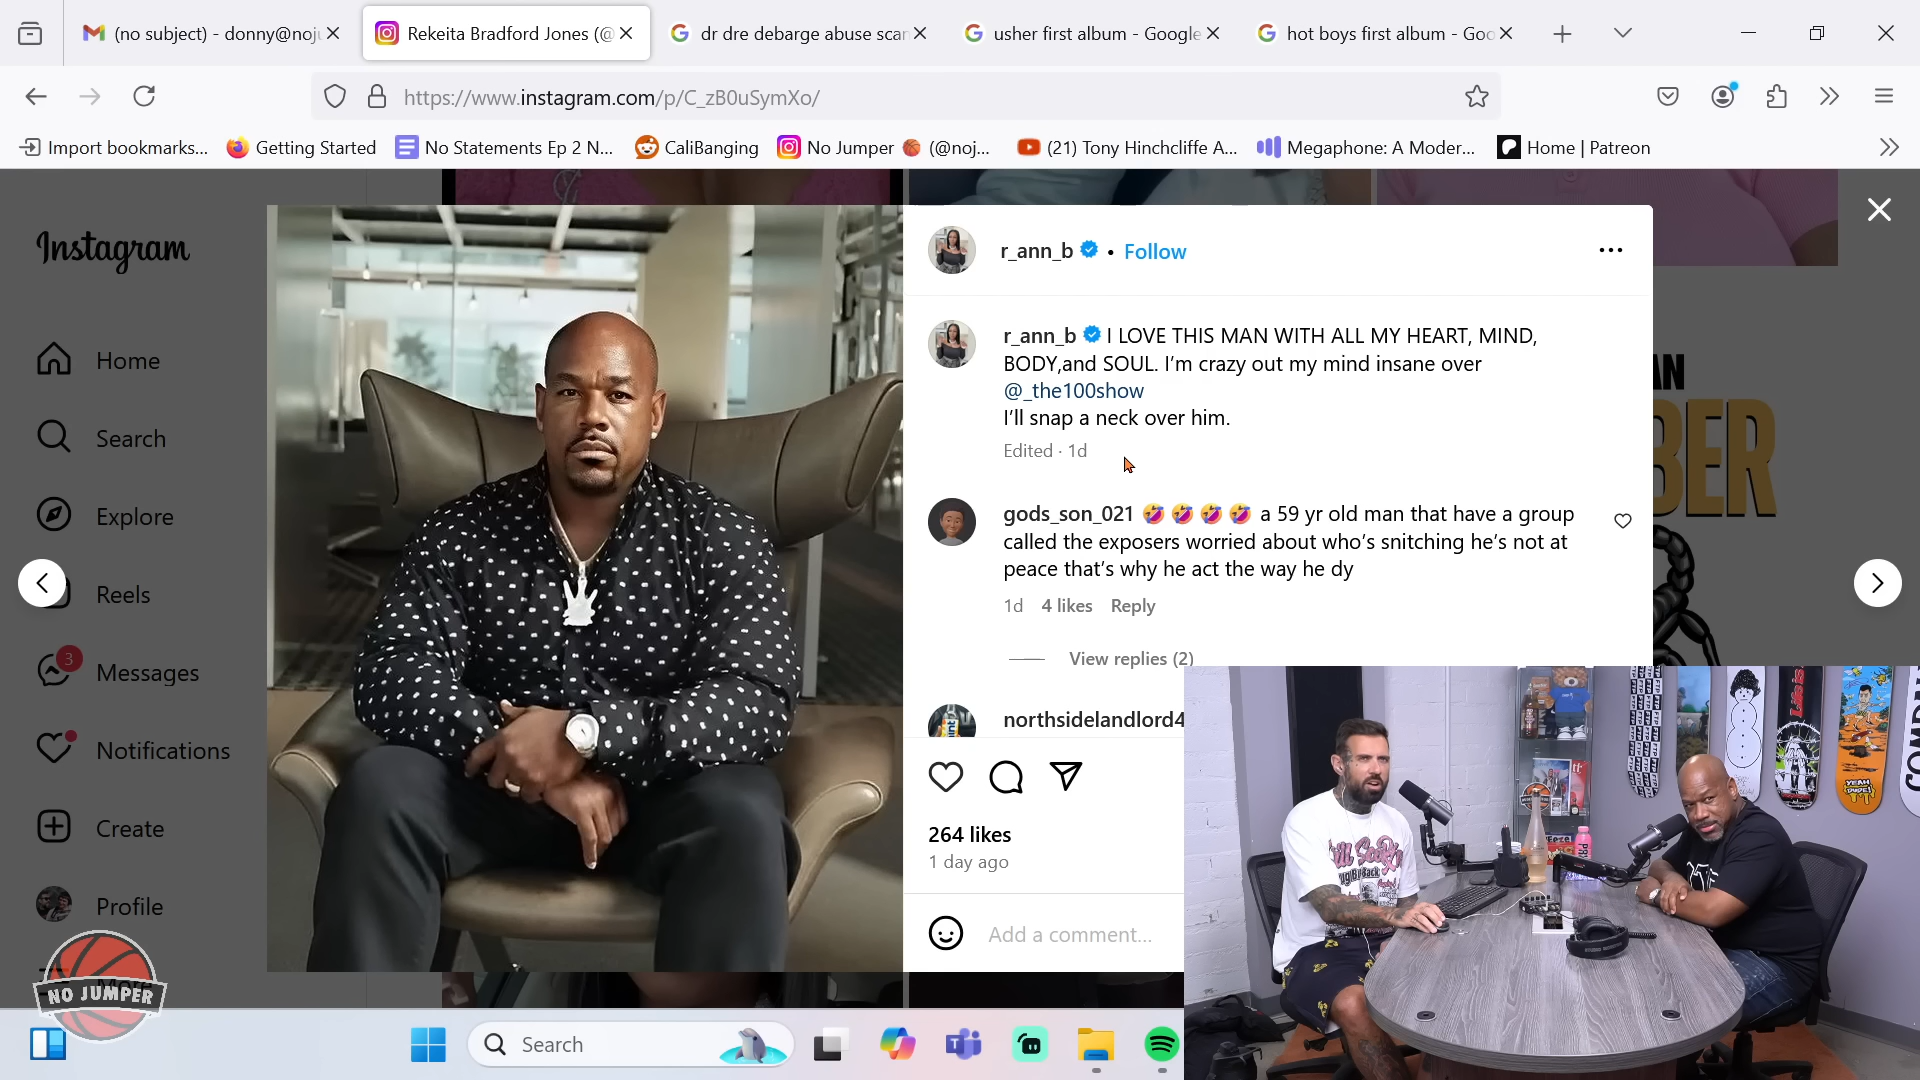 (no subject) - donny@noju
Rekeita Bradford Jones (@
dr dre debarge abuse scan
usher first album - Google
hot boys first album - Goo
https://www.instagram.com/p/C_zB0uSymXo/
Import bookmarks...
Getting Started
No Statements Ep 2 N...
CaliBanging
No Jumper 🏀 (@noj...
(21) Tony Hinchcliffe A...
Megaphone: A Moder...
Home | Patreon
Instagram
Home
Search
Explore
Reels
3
Messages
Notifications
Create
Profile
NO JUMPER
r_ann_b • Follow
r_ann_b I LOVE THIS MAN WITH ALL MY HEART, MIND,
BODY,and SOUL. I’m crazy out my mind insane over
@_the100show
I’ll snap a neck over him.
Edited · 1d
gods_son_021 🤣 🤣 🤣 🤣 a 59 yr old man that have a group
called the exposers worried about who’s snitching he’s not at
peace that’s why he act the way he dy
1d 4 likes Reply
View replies (2)
northsidelandlord4
264 likes
1 day ago
Add a comment...
AN
BER
YEAH DUDE!
Search